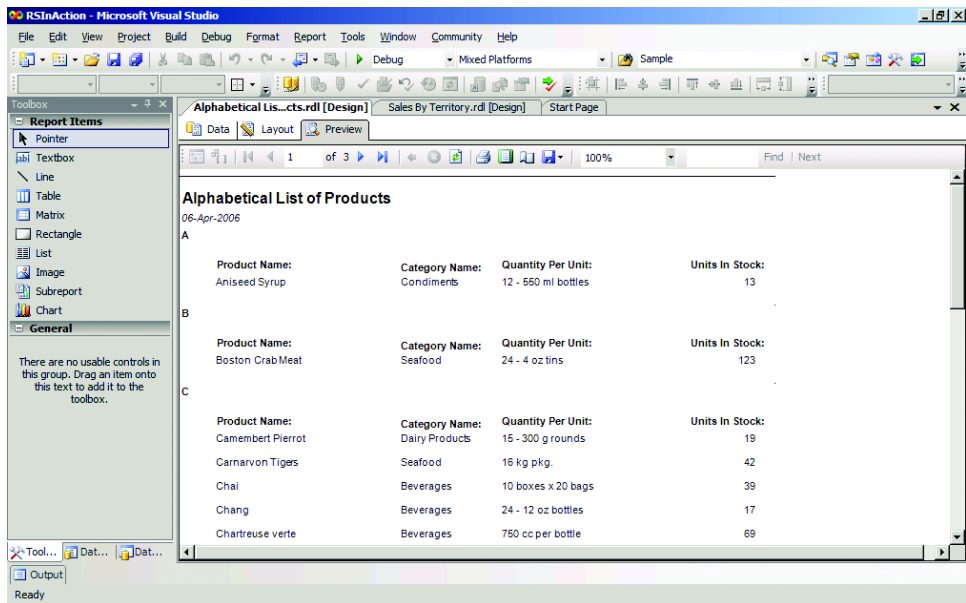 RSInAction - Microsoft Visual Studio
File Edit View Project Build Debug Format Report Tools Window Community Help
Debug Mixed Platforms Sample
Toolbox
Alphabetical Lis...cts.rdl [Design] Sales By Territory.rdl [Design] Start Page
Report Items
Data Layout Preview
Pointer
Textbox
Line
Table
Matrix
Rectangle
List
Image
Subreport
Chart
General
There are no usable controls in
this group. Drag an item onto
this text to add it to the
toolbox.
1 of 3 100% Find | Next
Alphabetical List of Products
06-Apr-2006
A
Product Name: Category Name: Quantity Per Unit: Units In Stock:
Aniseed Syrup Condiments 12 - 550 ml bottles 13
B
Product Name: Category Name: Quantity Per Unit: Units In Stock:
Boston Crab Meat Seafood 24 - 4 oz tins 123
C
Product Name: Category Name: Quantity Per Unit: Units In Stock:
Camembert Pierrot Dairy Products 15 - 300 g rounds 19
Carnarvon Tigers Seafood 16 kg pkg. 42
Chai Beverages 10 boxes x 20 bags 39
Chang Beverages 24 - 12 oz bottles 17
Chartreuse verte Beverages 750 cc per bottle 69
Tool... Dat... Dat...
Output
Ready